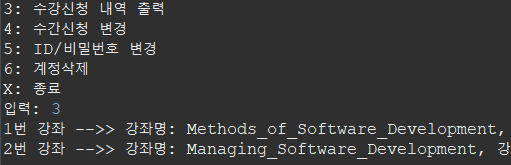 3: 수강신청 내역 출력
4: 수간신청 변경
5: ID/비밀번호 변경
6: 계정삭제
X: 종료
입력: 3
1번 강좌 -->> 강좌명: Methods_of_Software_Development,
2번 강좌 -->> 강좌명: Managing_Software_Development, 강